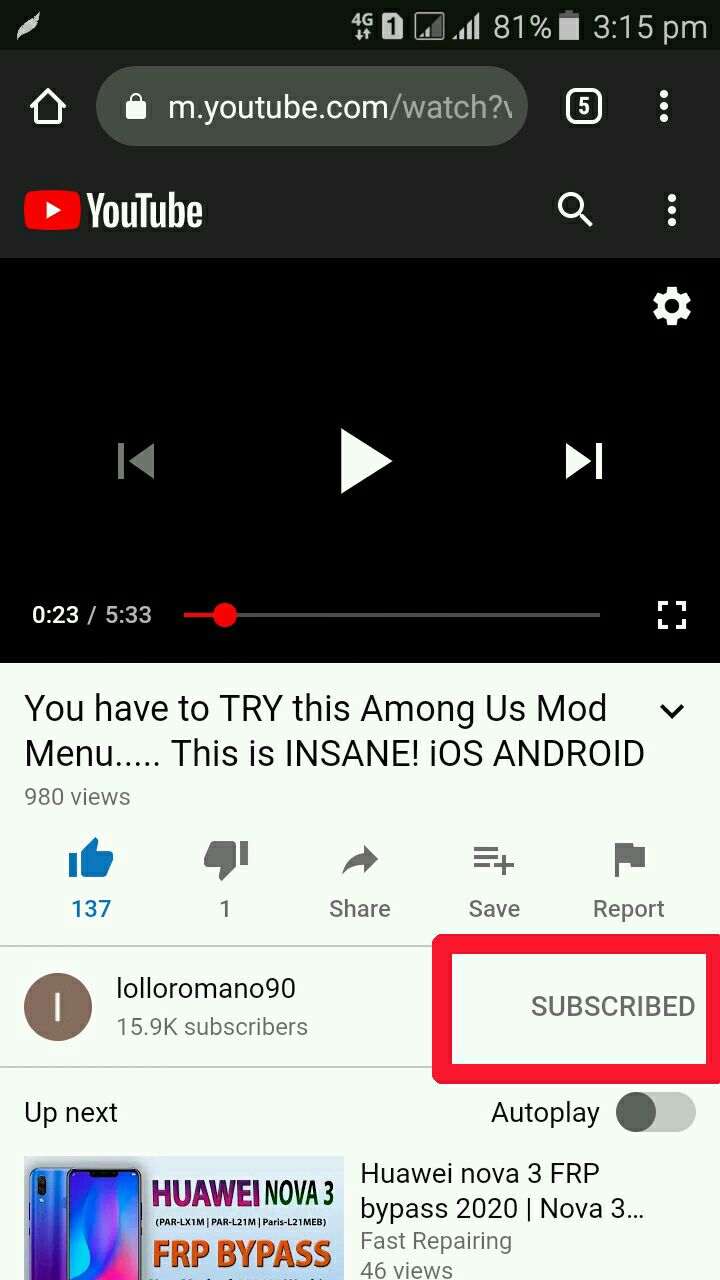 4G 1 81% 3:15 pm
m.youtube.com/watch?v
5
YouTube
0:23 / 5:33
You have to TRY this Among Us Mod
Menu..... This is INSANE! iOS ANDROID
980 views
137
1
Share
Save
Report
l
lolloromano90
15.9K subscribers
SUBSCRIBED
Up next
Autoplay
HUAWEI NOVA 3
(PAR-LX1M | PAR-L21M | Paris-L21MEB)
FRP BYPASS
Huawei nova 3 FRP
bypass 2020 | Nova 3...
Fast Repairing
46 views